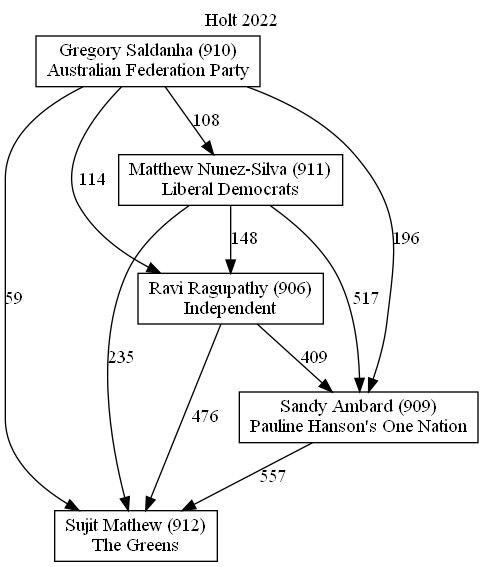 Holt 2022
Gregory Saldanha (910)
Australian Federation Party
108
Matthew Nunez-Silva (911)
Liberal Democrats
114
148
196
Ravi Ragupathy (906)
Independent
59
235
517
409
Sandy Ambard (909)
Pauline Hanson's One Nation
476
557
Sujit Mathew (912)
The Greens